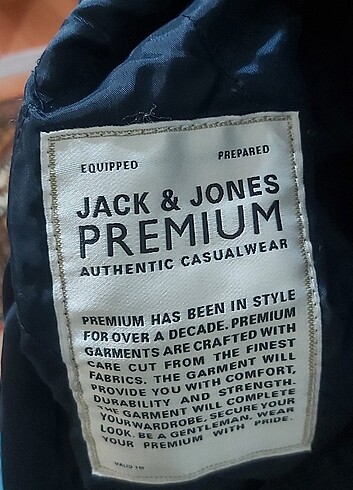 EQUIPPED PREPARED
JACK & JONES
PREMIUM
AUTHENTIC CASUALWEAR
PREMIUM HAS BEEN IN STYLE
FOR OVER A DECADE. PREMIUM
GARMENTS ARE CRAFTED WITH
CARE CUT FROM THE FINEST
FABRICS. THE GARMENT WILL
PROVIDE YOU WITH COMFORT,
DURABILITY AND STRENGTH.
THE GARMENT WILL COMPLETE
YOUR WARDROBE. SECURE YOUR
LOOK. BE A GENTLEMAN. WEAR
YOUR PREMIUM WITH PRIDE.
VALID